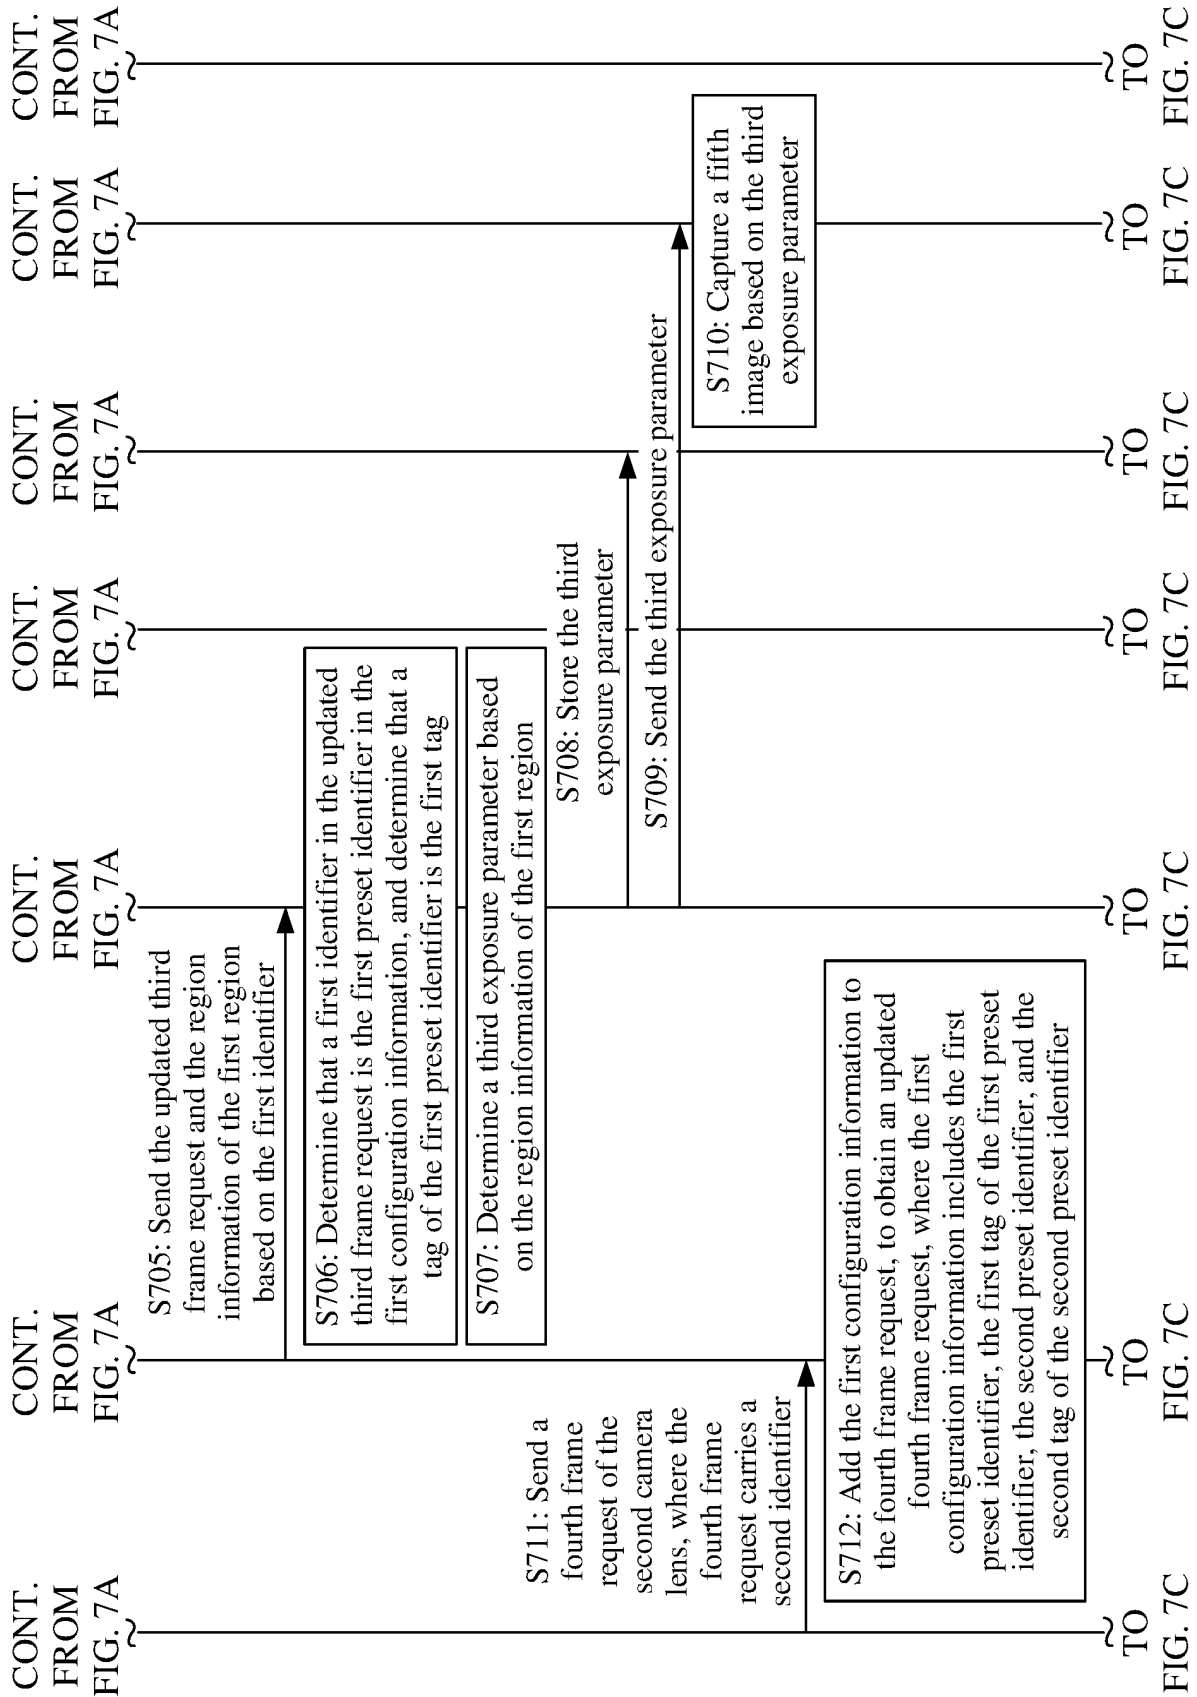 CONT.
FROM
FIG. 7A
CONT.
FROM
FIG. 7A
CONT.
FROM
FIG. 7A
CONT.
FROM
FIG. 7A
CONT.
FROM
FIG. 7A
CONT.
FROM
FIG. 7A
CONT.
FROM
FIG. 7A
S705: Send the updated third
frame request and the region
information of the first region
based on the first identifier
S706: Determine that a first identifier in the updated
third frame request is the first preset identifier in the
first configuration information, and determine that a
tag of the first preset identifier is the first tag
S707: Determine a third exposure parameter based
on the region information of the first region
S708: Store the third
exposure parameter
S709: Send the third exposure parameter
S710: Capture a fifth
image based on the third
exposure parameter
S711: Send a
fourth frame
request of the
second camera
lens, where the
fourth frame
request carries a
second identifier
S712: Add the first configuration information to
the fourth frame request, to obtain an updated
fourth frame request, where the first
configuration information includes the first
preset identifier, the first tag of the first preset
identifier, the second preset identifier, and the
second tag of the second preset identifier
TO
FIG. 7C
TO
FIG. 7C
TO
FIG. 7C
TO
FIG. 7C
TO
FIG. 7C
TO
FIG. 7C
TO
FIG. 7C